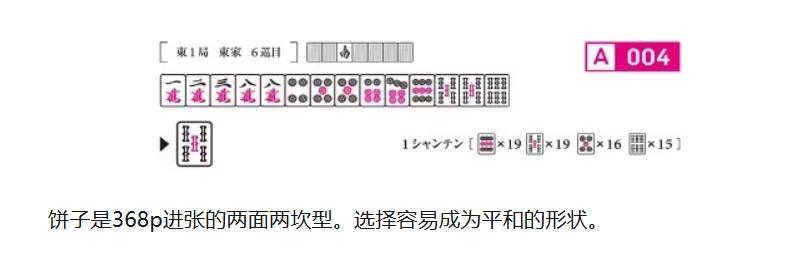 [ 東1局 東家 6巡目 ] 南 A 004
一萬 二萬 三萬 八萬 八萬
1シャンテン [ ×19 ×19 ×16 ×15 ]
饼子是368p进张的两面两坎型。选择容易成为平和的形状。